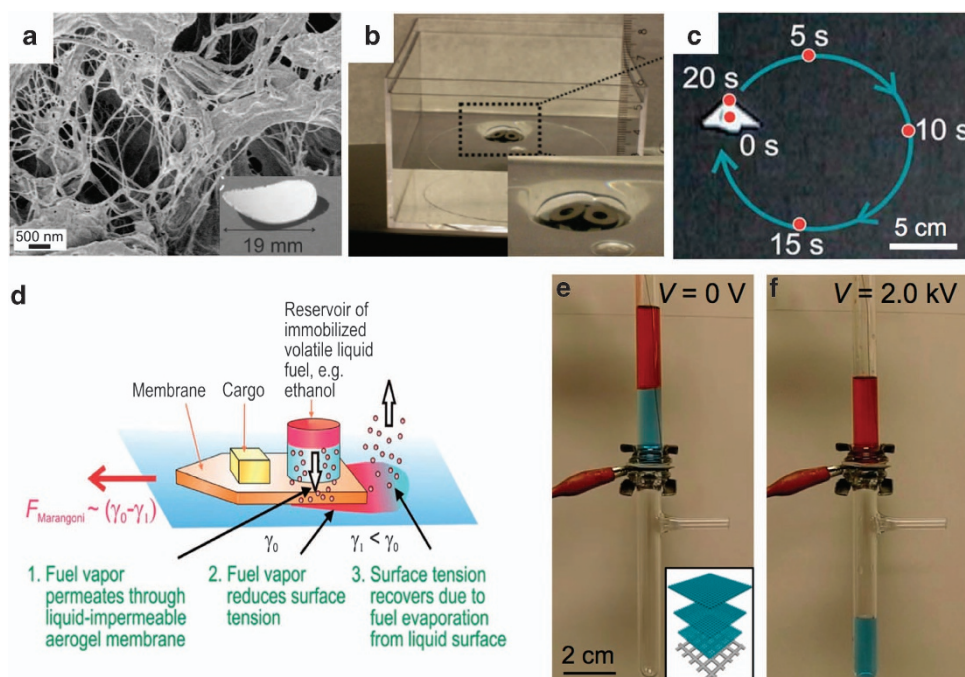 a
500 nm
19 mm
b
c
5 s
20 s
10 s
0 s
15 s
5 cm
d
Reservoir of
immobilized
volatile liquid
fuel, e.g.
ethanol
Membrane
Cargo
F Marangoni ~ (γ0-γ1)
γ0
γ1 < γ0
1. Fuel vapor
permeates through
liquid-impermeable
aerogel membrane
2. Fuel vapor
reduces surface
tension
3. Surface tension
recovers due to
fuel evaporation
from liquid surface
e
V = 0 V
2 cm
f
V = 2.0 kV